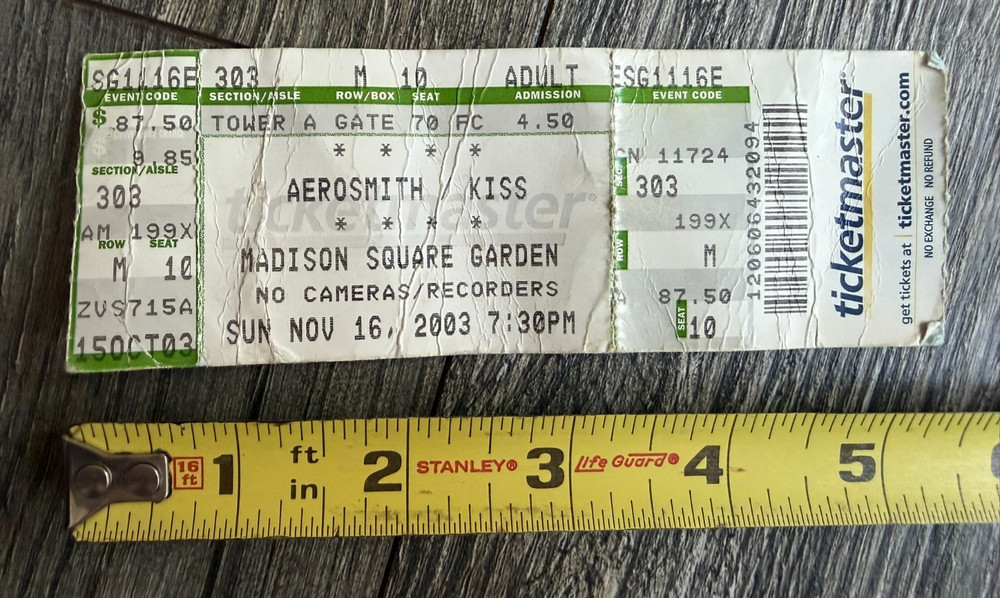 SG1116E 303 M 10 ADULT ESG1116E
EVENT CODE SECTION/AISLE ROW/BOX SEAT ADMISSION EVENT CODE
$ 87.50 TOWER A GATE 70 FC 4.50
9.85 * * * * CN 11724
SECTION/AISLE
303 AEROSMITH KISS 303
ticketmaster®
AM 199X * * * * 199X
ROW SEAT ROW
M 10 MADISON SQUARE GARDEN M
ZVS715A NO CAMERAS/RECORDERS 87.50
15OCT03 SUN NOV 16, 2003 7:30PM SEAT 10
120606432094
ticketmaster®
get tickets at ticketmaster.com
NO EXCHANGE NO REFUND
16 ft 1 ft in 2 STANLEY® 3 Life Guard® 4 5